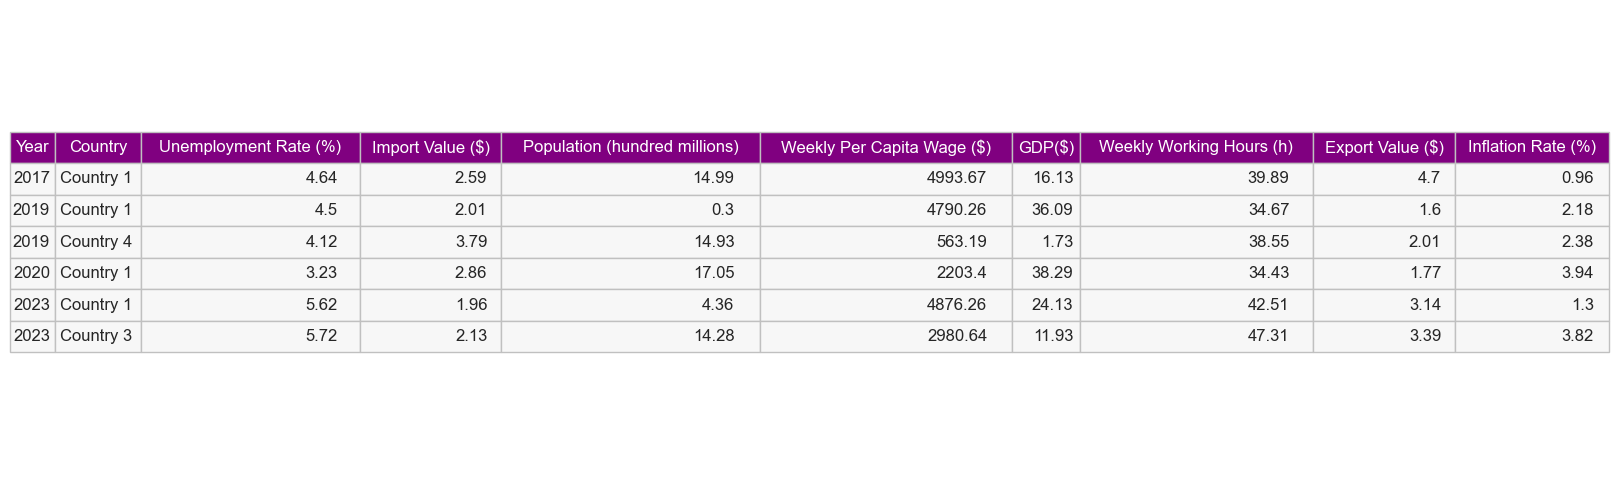 Year Country Unemployment Rate (%) Import Value ($) Population (hundred millions) Weekly Per Capita Wage ($) GDP($) Weekly Working Hours (h) Export Value ($) Inflation Rate (%)
2017 Country 1 4.64 2.59 14.99 4993.67 16.13 39.89 4.7 0.96
2019 Country 1 4.5 2.01 0.3 4790.26 36.09 34.67 1.6 2.18
2019 Country 4 4.12 3.79 14.93 563.19 1.73 38.55 2.01 2.38
2020 Country 1 3.23 2.86 17.05 2203.4 38.29 34.43 1.77 3.94
2023 Country 1 5.62 1.96 4.36 4876.26 24.13 42.51 3.14 1.3
2023 Country 3 5.72 2.13 14.28 2980.64 11.93 47.31 3.39 3.82